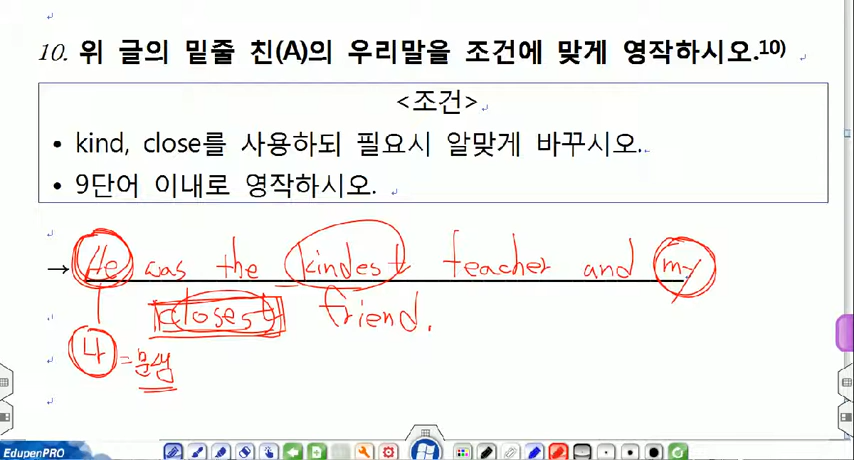 10. 위 글의 밑줄 친(A)의 우리말을 조건에 맞게 영작하시오.10)
<조건>
• kind, close를 사용하되 필요시 알맞게 바꾸시오.
• 9단어 이내로 영작하시오.
→ He was the kindest teacher and my
closest friend.
4 = 문생
EdupenPRO